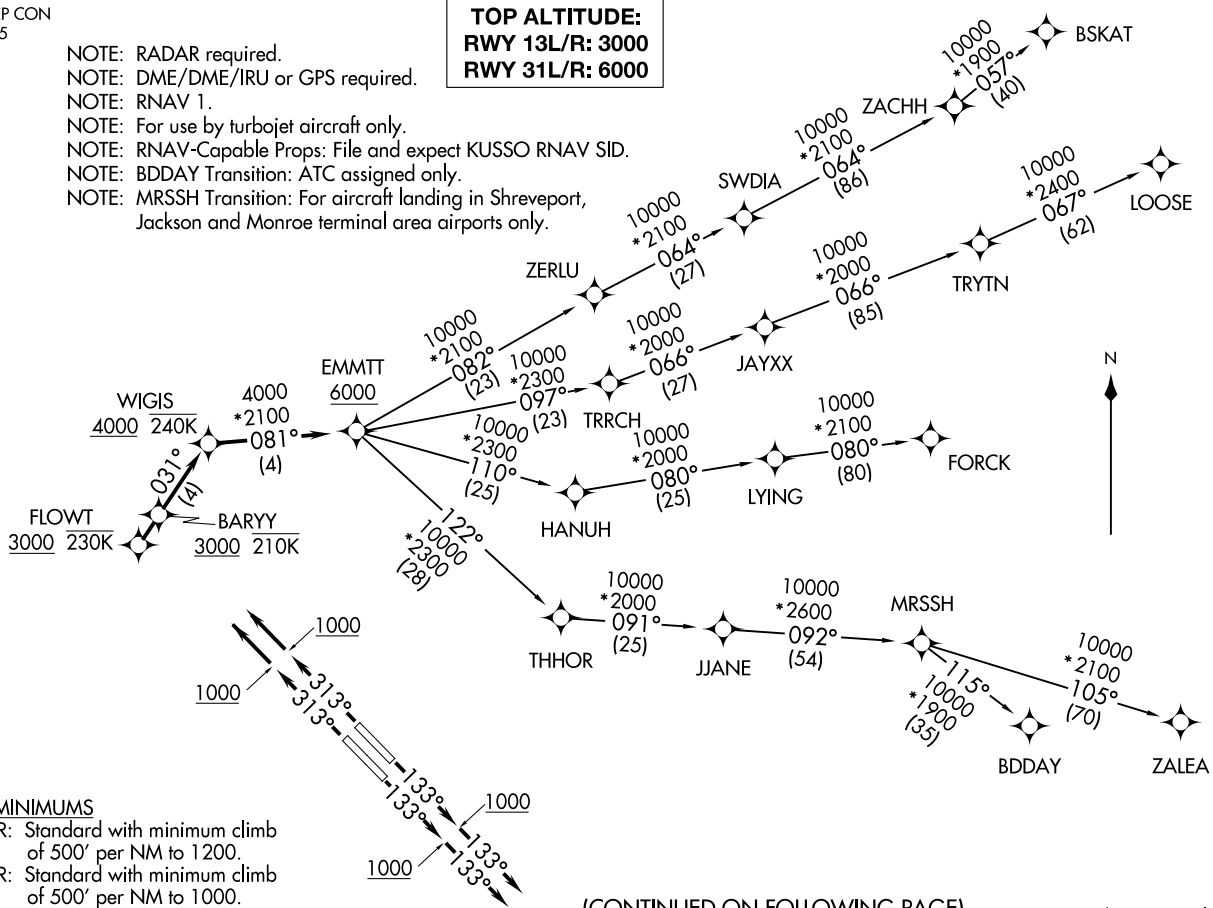 TOP ALTITUDE:
RWY 13L/R: 3000
RWY 31L/R: 6000
NOTE: RADAR required.
NOTE: DME/DME/IRU or GPS required.
NOTE: RNAV 1.
NOTE: For use by turbojet aircraft only.
NOTE: RNAV-Capable Props: File and expect KUSSO RNAV SID.
NOTE: BDDAY Transition: ATC assigned only.
NOTE: MRSSH Transition: For aircraft landing in Shreveport,
Jackson and Monroe terminal area airports only.
BSKAT
10000
*1900
057°
(40)
ZACHH
10000
*2100
064°
(86)
SWDIA
10000
*2100
064°
(27)
ZERLU
10000
*2100
082°
(23)
LOOSE
10000
*2400
067°
(62)
TRYTN
10000
*2000
066°
(85)
JAYXX
10000
*2000
066°
(27)
TRRCH
10000
*2300
097°
(23)
EMMTT
6000
WIGIS
4000 240K
4000
*2100
081°
(4)
031°
(4)
FLOWT
3000 230K
BARYY
3000 210K
10000
*2300
110°
(25)
HANUH
10000
*2000
080°
(25)
LYING
10000
*2100
080°
(80)
FORCK
N
122°
10000
*2300
(28)
THHOR
10000
*2000
091°
(25)
JJANE
10000
*2600
092°
(54)
MRSSH
115°
10000
*1900
(35)
BDDAY
10000
*2100
105°
(70)
ZALEA
1000
1000
313°
313°
133°
133°
1000
1000
133°
133°
MINIMUMS
R: Standard with minimum climb
of 500' per NM to 1200.
R: Standard with minimum climb
of 500' per NM to 1000.
(CONTINUED ON FOLLOWING PAGE)